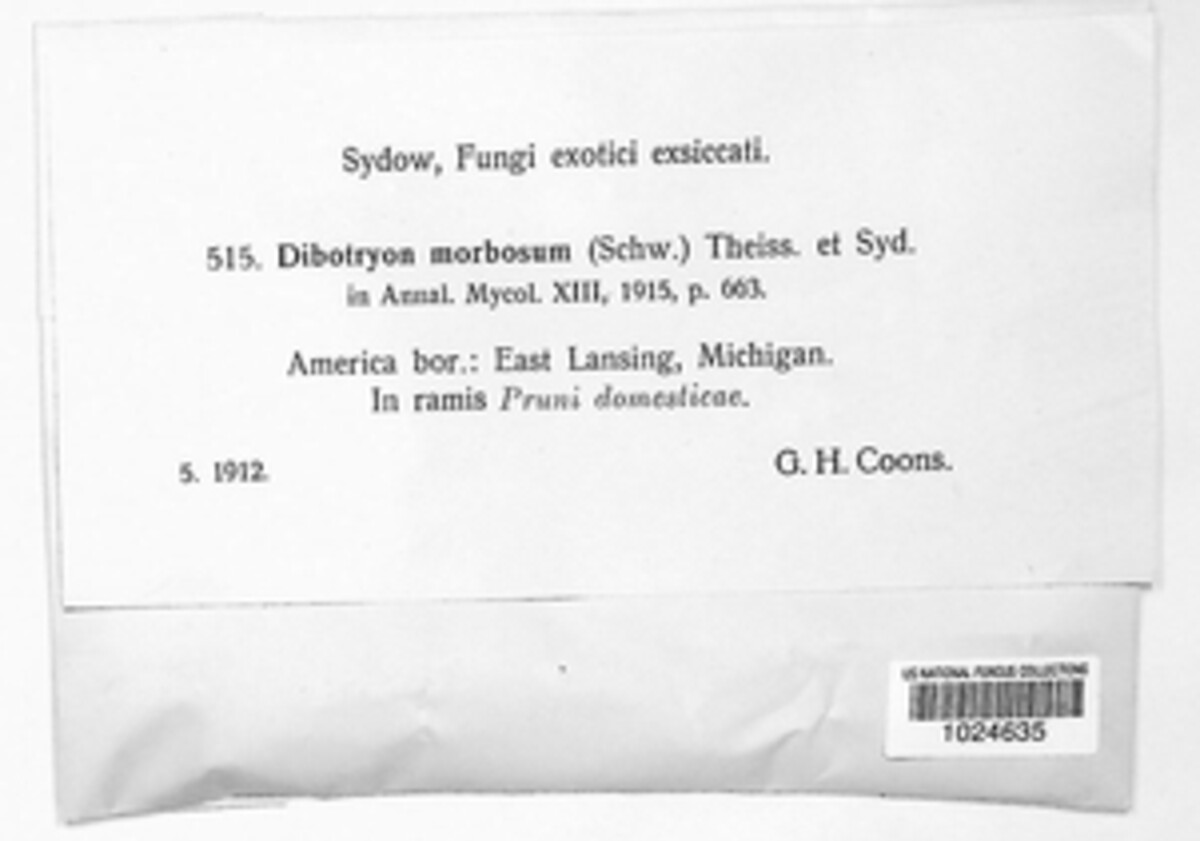 Sydow, Fungi exotici exsiccati.
515. Dibotryon morbosum (Schw.) Theiss. et Syd.
in Annal. Mycol. XIII, 1915, p. 663.
America bor.: East Lansing, Michigan.
In ramis Pruni domesticae.
5. 1912.
G. H. Coons.
US NATIONAL FUNGUS COLLECTIONS
1024635